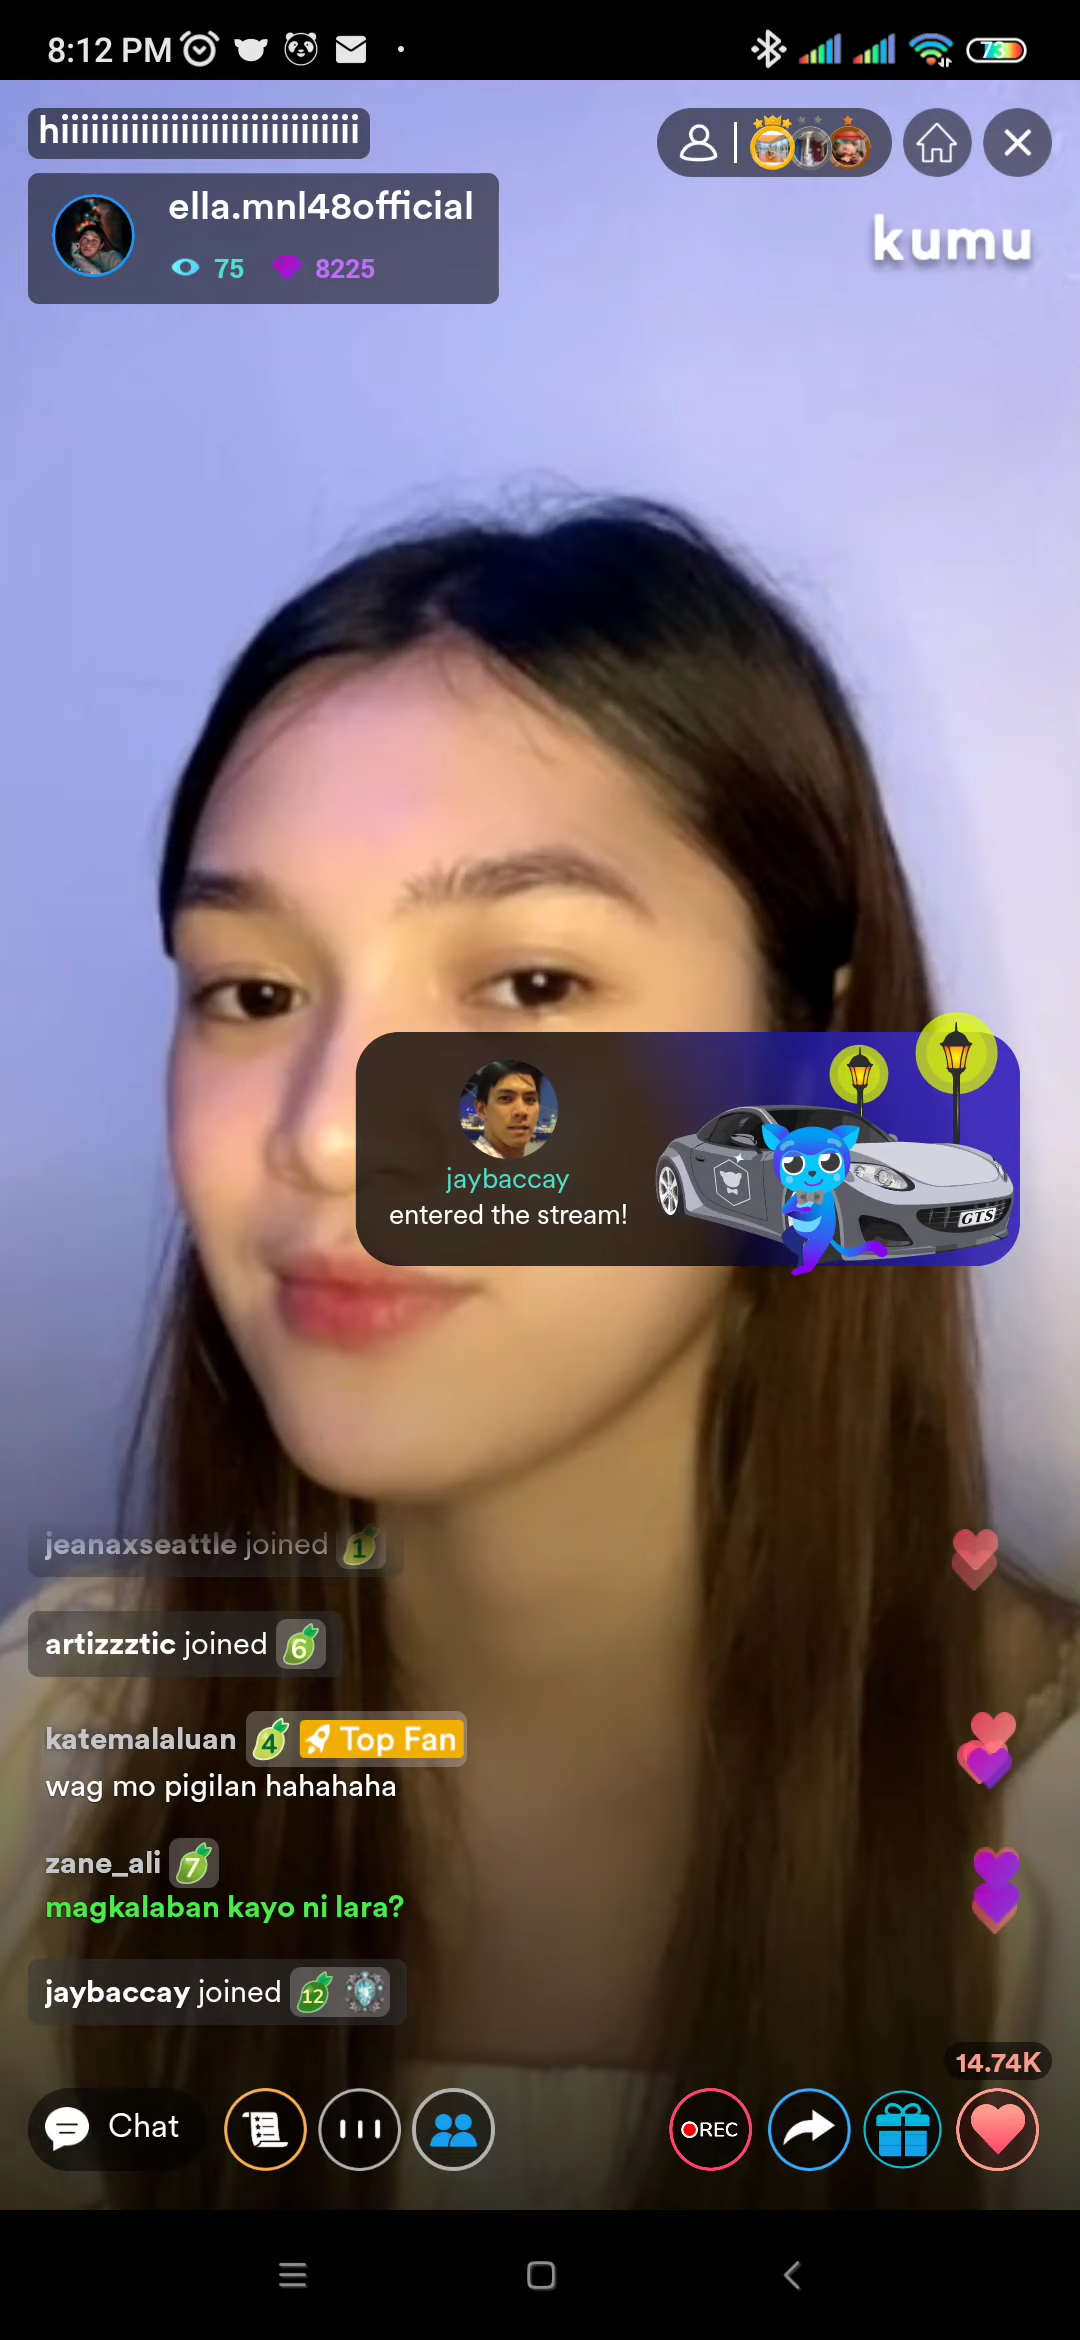 8:12 PM
73
hiiiiiiiiiiiiiiiiiiiiiiiiiiiiii
ella.mnl48official
75 8225
kumu
jaybaccay
entered the stream!
GTS
jeanaxseattle joined 1
artizzztic joined 6
katemalaluan 4 Top Fan
wag mo pigilan hahahaha
zane_ali 7
magkalaban kayo ni lara?
jaybaccay joined 12
14.74K
Chat
REC